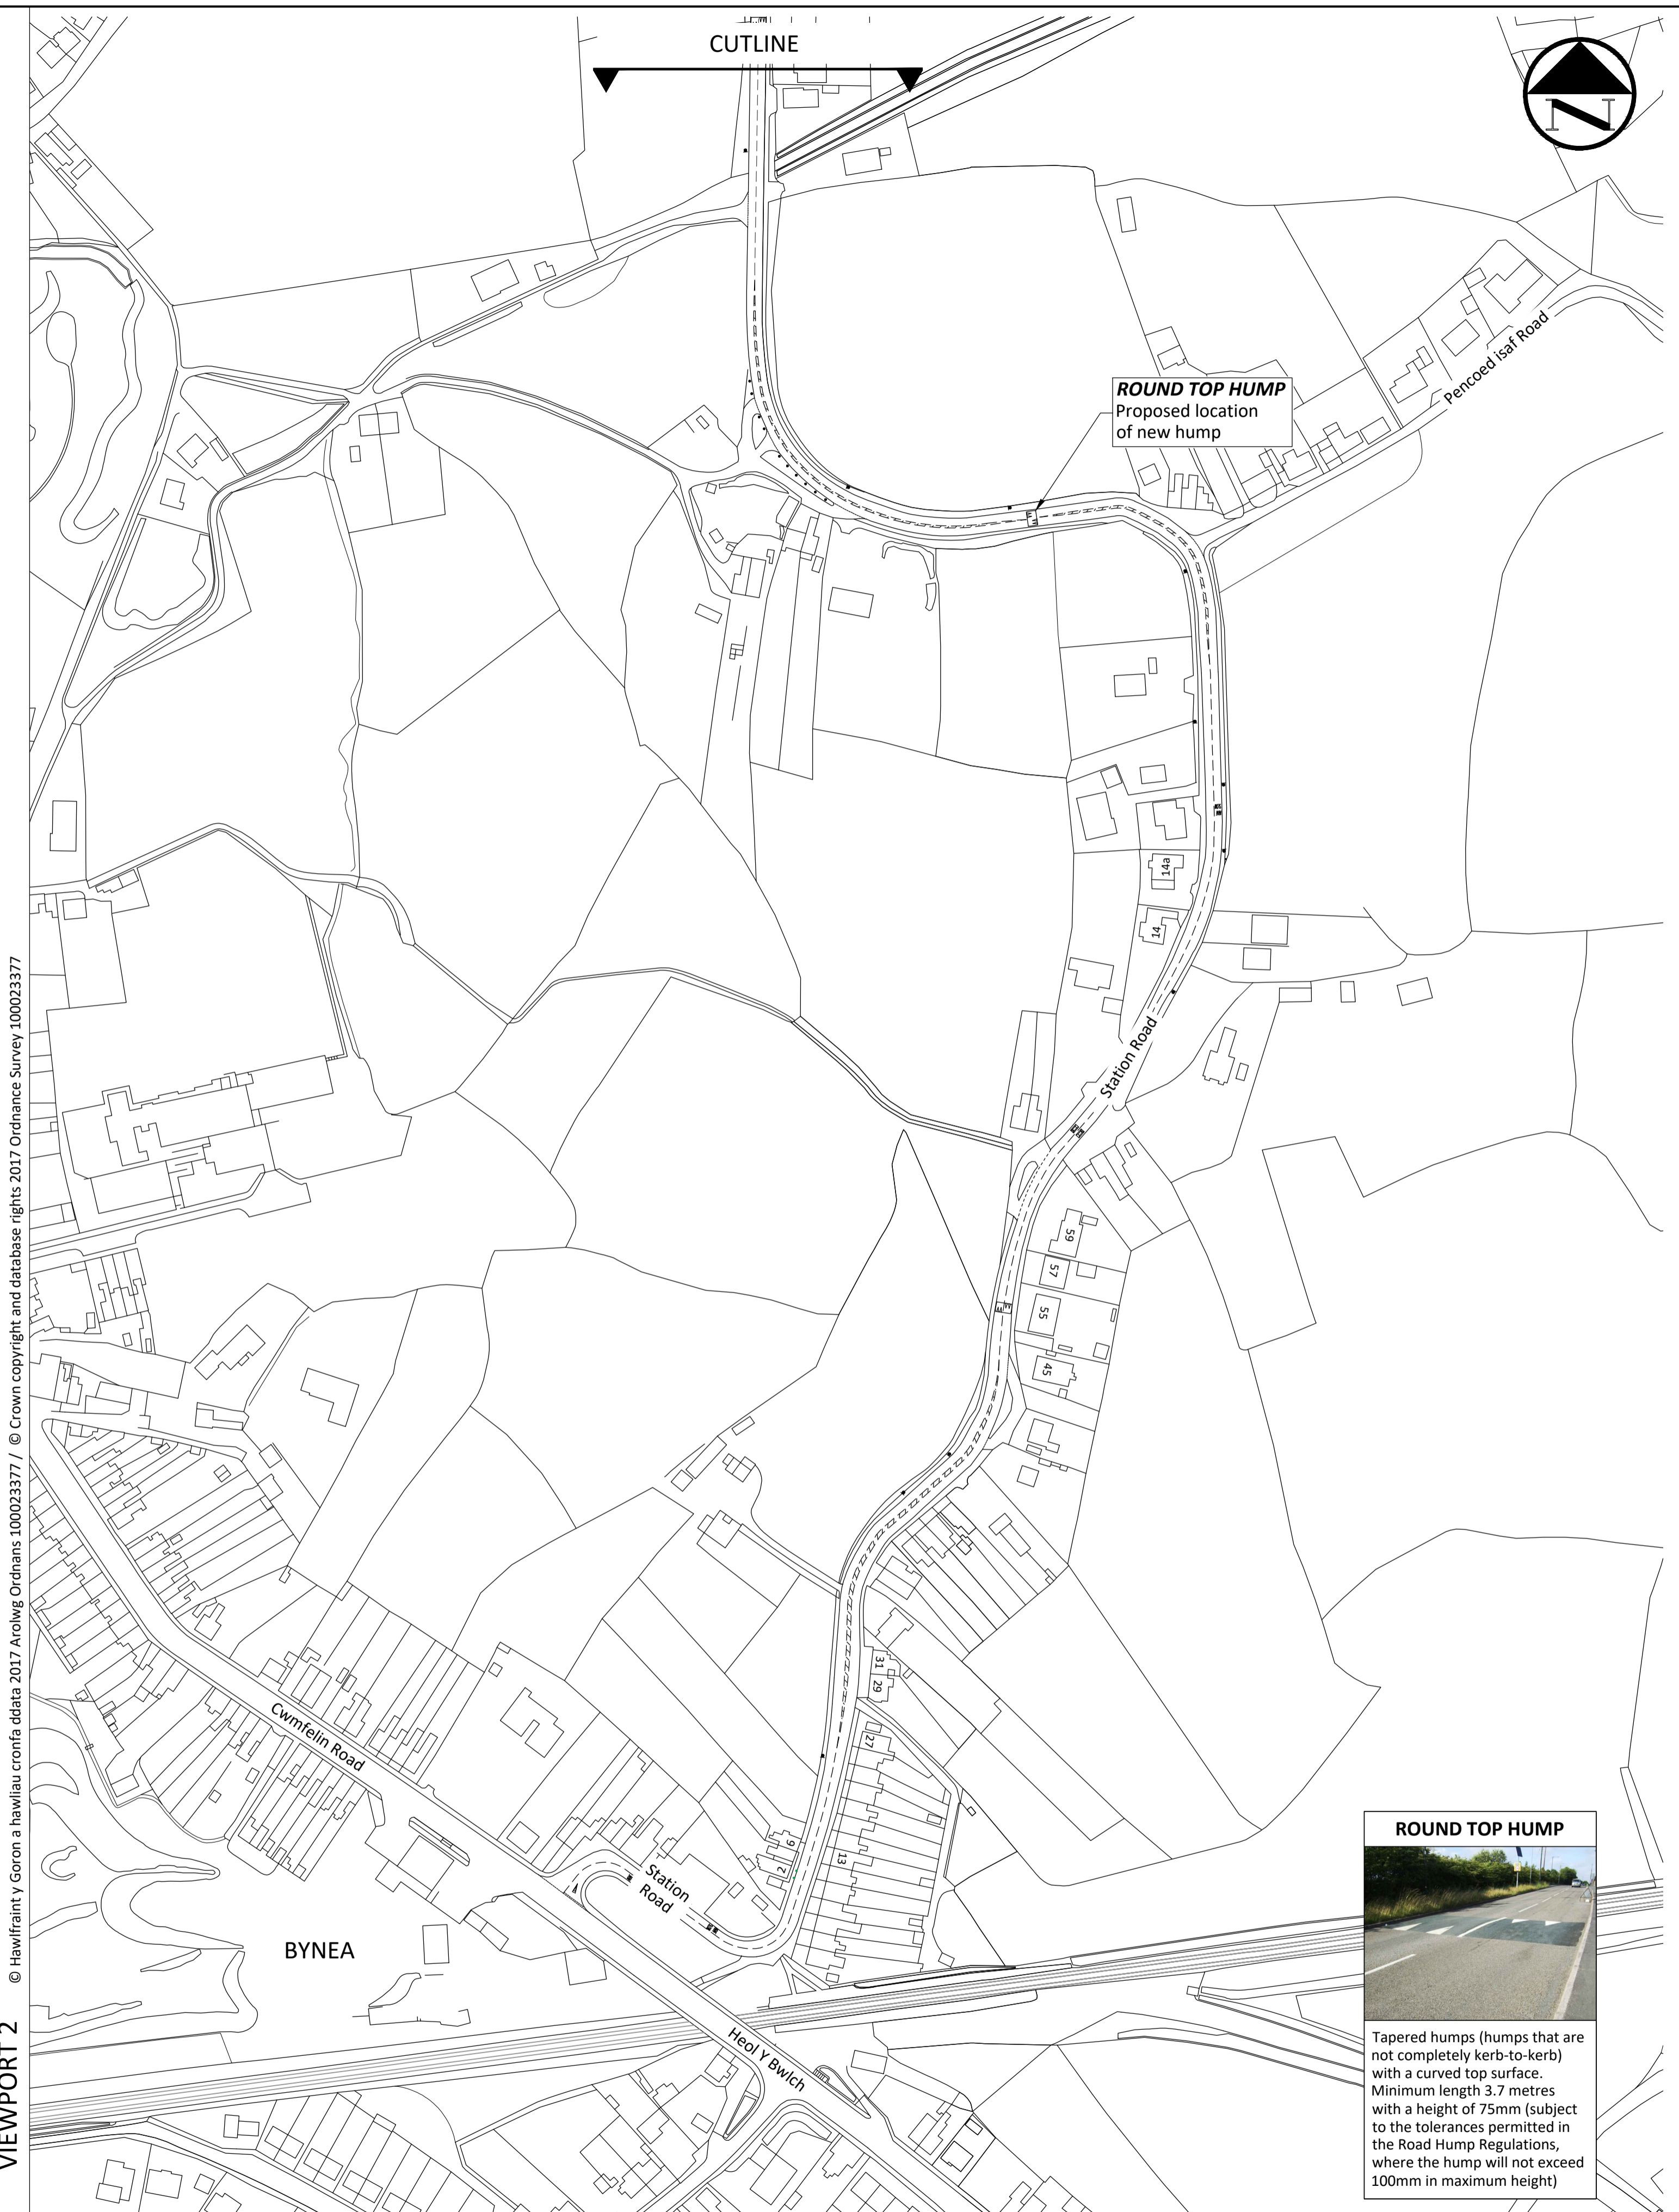 CUTLINE
N
ROUND TOP HUMP
Proposed location
of new hump
Pencoed isaf Road
14a
14
Station Road
59
57
55
45
31
29
27
13
9
2
Station
Road
Cwmfelin Road
BYNEA
Heol Y Bwlch
ROUND TOP HUMP
Tapered humps (humps that are
not completely kerb-to-kerb)
with a curved top surface.
Minimum length 3.7 metres
with a height of 75mm (subject
to the tolerances permitted in
the Road Hump Regulations,
where the hump will not exceed
100mm in maximum height)
VIEWPORT 2
© Hawlfraint y Goron a hawliau cronfa ddata 2017 Arolwg Ordnans 100023377 / © Crown copyright and database rights 2017 Ordnance Survey 100023377